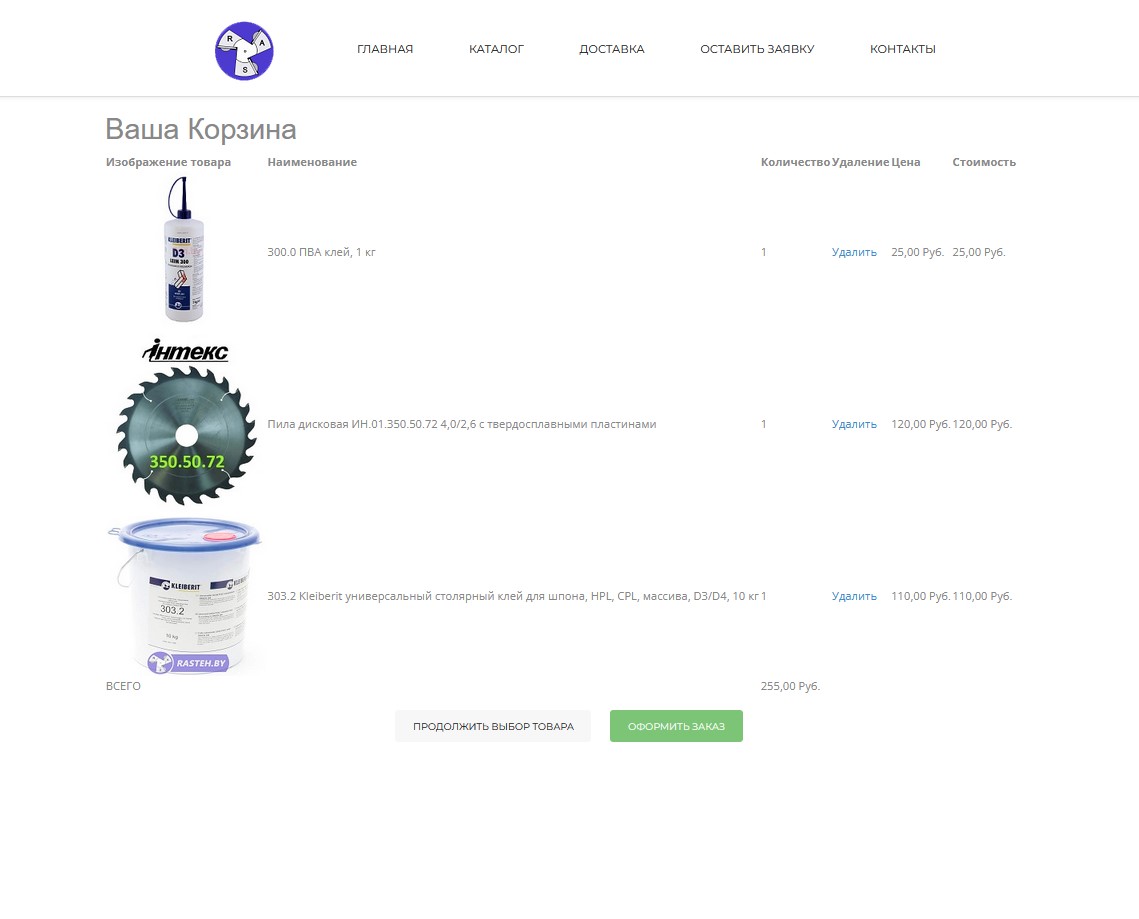 R A S
ГЛАВНАЯ КАТАЛОГ ДОСТАВКА ОСТАВИТЬ ЗАЯВКУ КОНТАКТЫ
Ваша Корзина
Изображение товара Наименование Количество Удаление Цена Стоимость
KLEIBERIT
D3
LEIM 300
300.0 ПВА клей, 1 кг 1 Удалить 25,00 Руб. 25,00 Руб.
Iнтекс
350.50.72
Пила дисковая ИН.01.350.50.72 4,0/2,6 с твердосплавными пластинами 1 Удалить 120,00 Руб. 120,00 Руб.
KLEIBERIT KLEIBERIT
303.2
10 kg
RASTEH.BY
303.2 Kleiberit универсальный столярный клей для шпона, HPL, CPL, массива, D3/D4, 10 кг 1 Удалить 110,00 Руб. 110,00 Руб.
ВСЕГО 255,00 Руб.
ПРОДОЛЖИТЬ ВЫБОР ТОВАРА ОФОРМИТЬ ЗАКАЗ